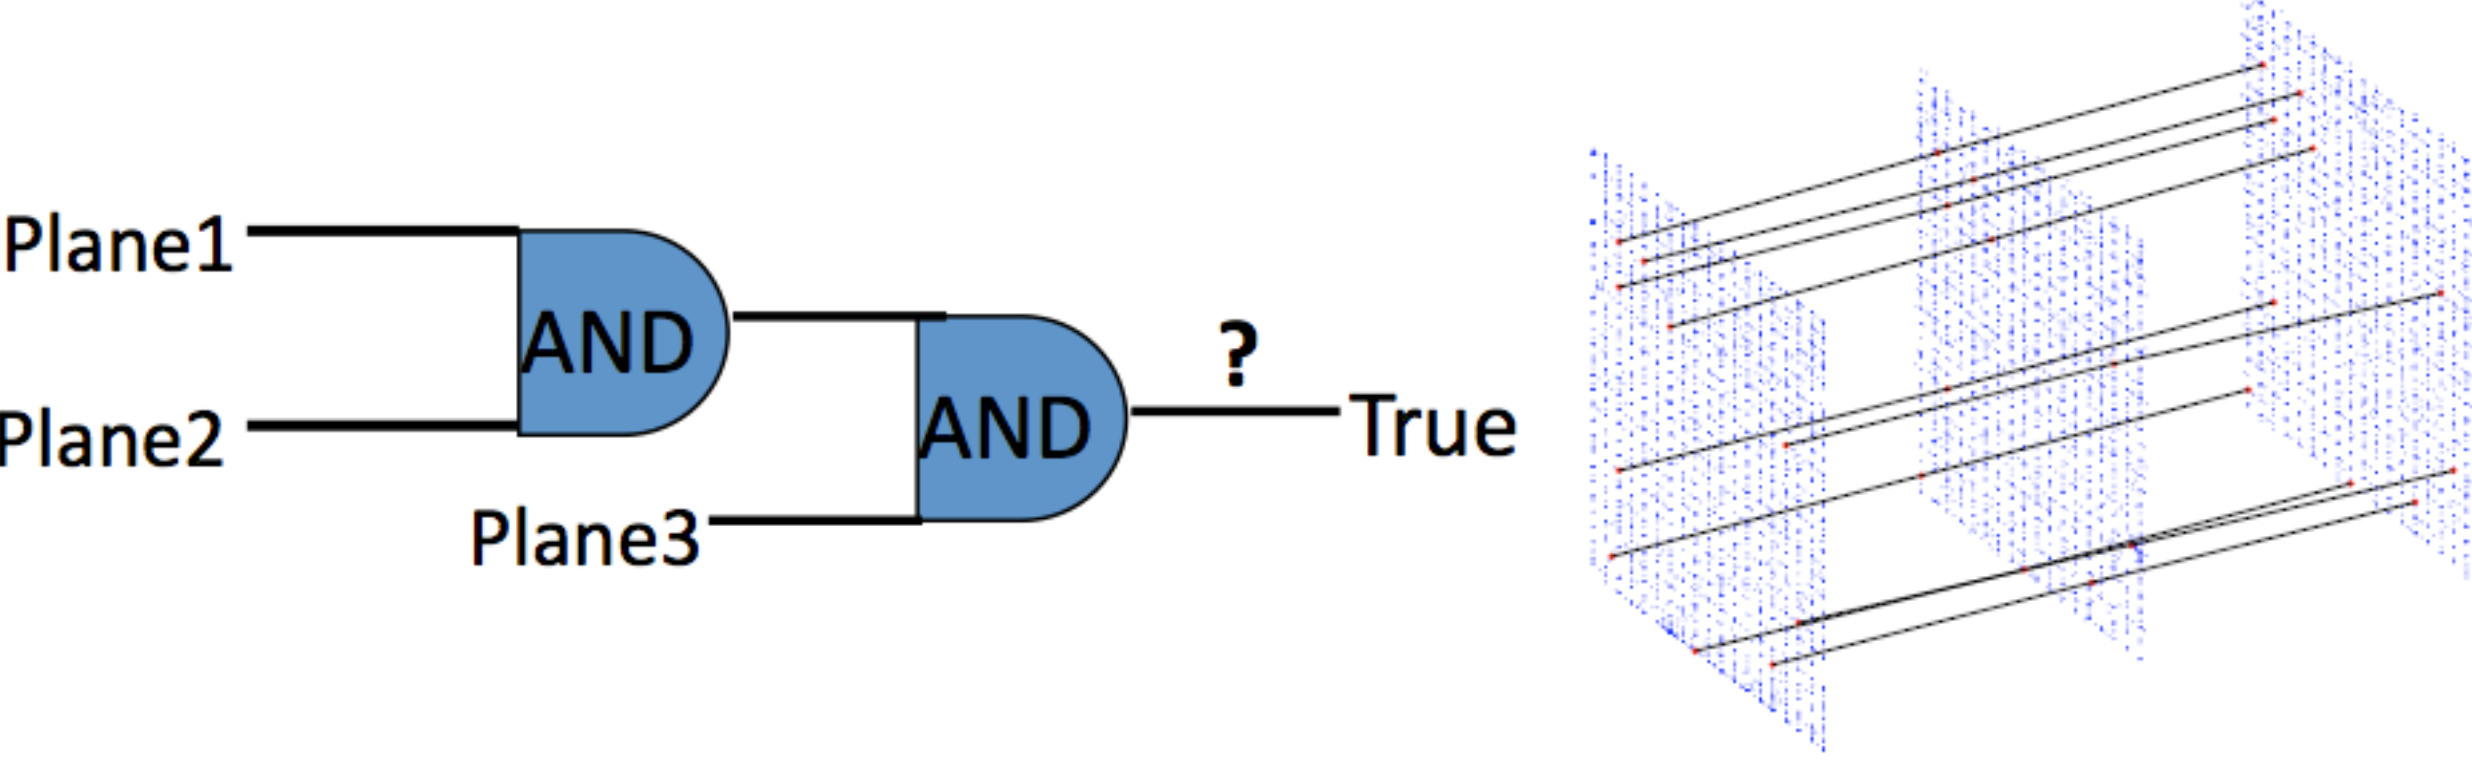 Plane1
AND
?
Plane2
AND
True
Plane3